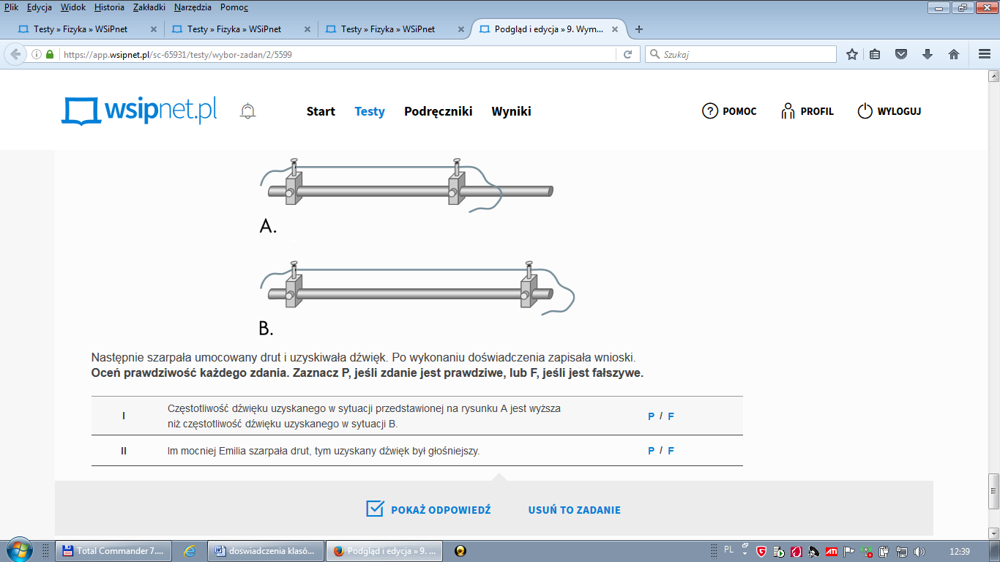 Plik Edycja Widok Historia Zakładki Narzędzia Pomoc
Testy » Fizyka » WSiPnet
Testy » Fizyka » WSiPnet
Testy » Fizyka » WSiPnet
Podgląd i edycja » 9. Wym...
https://app.wsipnet.pl/sc-65931/testy/wybor-zadan/2/5599
Szukaj
wsipnet.pl
Start Testy Podręczniki Wyniki
POMOC PROFIL WYLOGUJ
A.
B.
Następnie szarpała umocowany drut i uzyskiwała dźwięk. Po wykonaniu doświadczenia zapisała wnioski.
Oceń prawdziwość każdego zdania. Zaznacz P, jeśli zdanie jest prawdziwe, lub F, jeśli jest fałszywe.
I Częstotliwość dźwięku uzyskanego w sytuacji przedstawionej na rysunku A jest wyższa
niż częstotliwość dźwięku uzyskanego w sytuacji B. P / F
II Im mocniej Emilia szarpała drut, tym uzyskany dźwięk był głośniejszy. P / F
POKAŻ ODPOWIEDŹ USUŃ TO ZADANIE
Total Commander 7....
doswiadczenia klasó...
Podgląd i edycja » 9. ...
PL
ATI
12:39